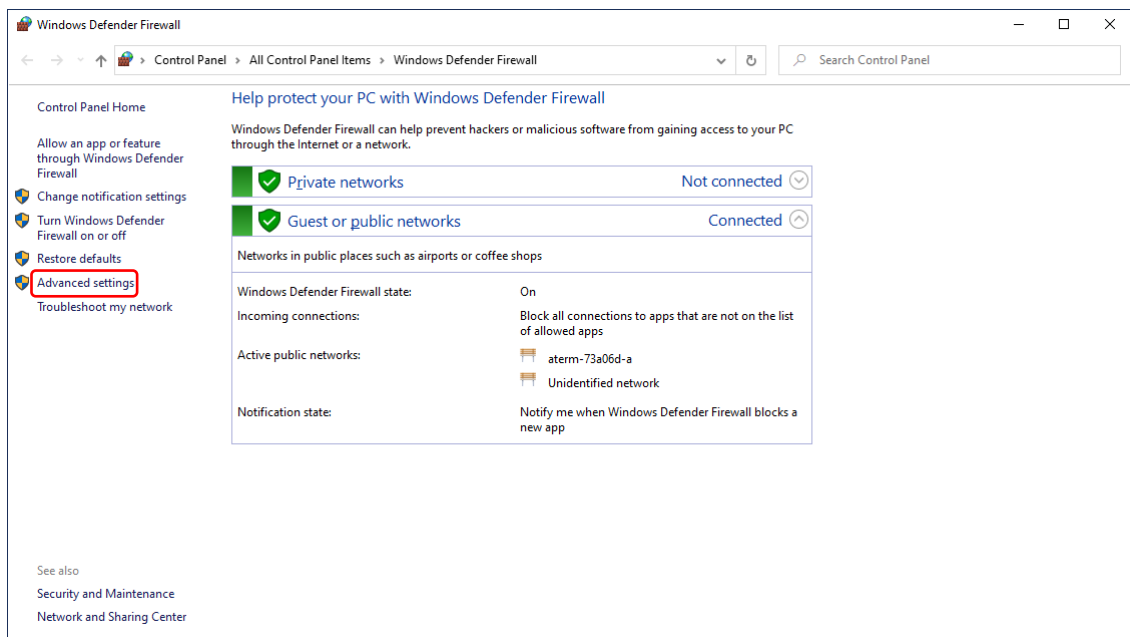 Windows Defender Firewall
Control Panel > All Control Panel Items > Windows Defender Firewall
Search Control Panel
Control Panel Home
Allow an app or feature
through Windows Defender
Firewall
Change notification settings
Turn Windows Defender
Firewall on or off
Restore defaults
Advanced settings
Troubleshoot my network
Help protect your PC with Windows Defender Firewall
Windows Defender Firewall can help prevent hackers or malicious software from gaining access to your PC
through the Internet or a network.
Private networks Not connected
Guest or public networks Connected
Networks in public places such as airports or coffee shops
Windows Defender Firewall state: On
Incoming connections: Block all connections to apps that are not on the list
of allowed apps
Active public networks: aterm-73a06d-a
Unidentified network
Notification state: Notify me when Windows Defender Firewall blocks a
new app
See also
Security and Maintenance
Network and Sharing Center